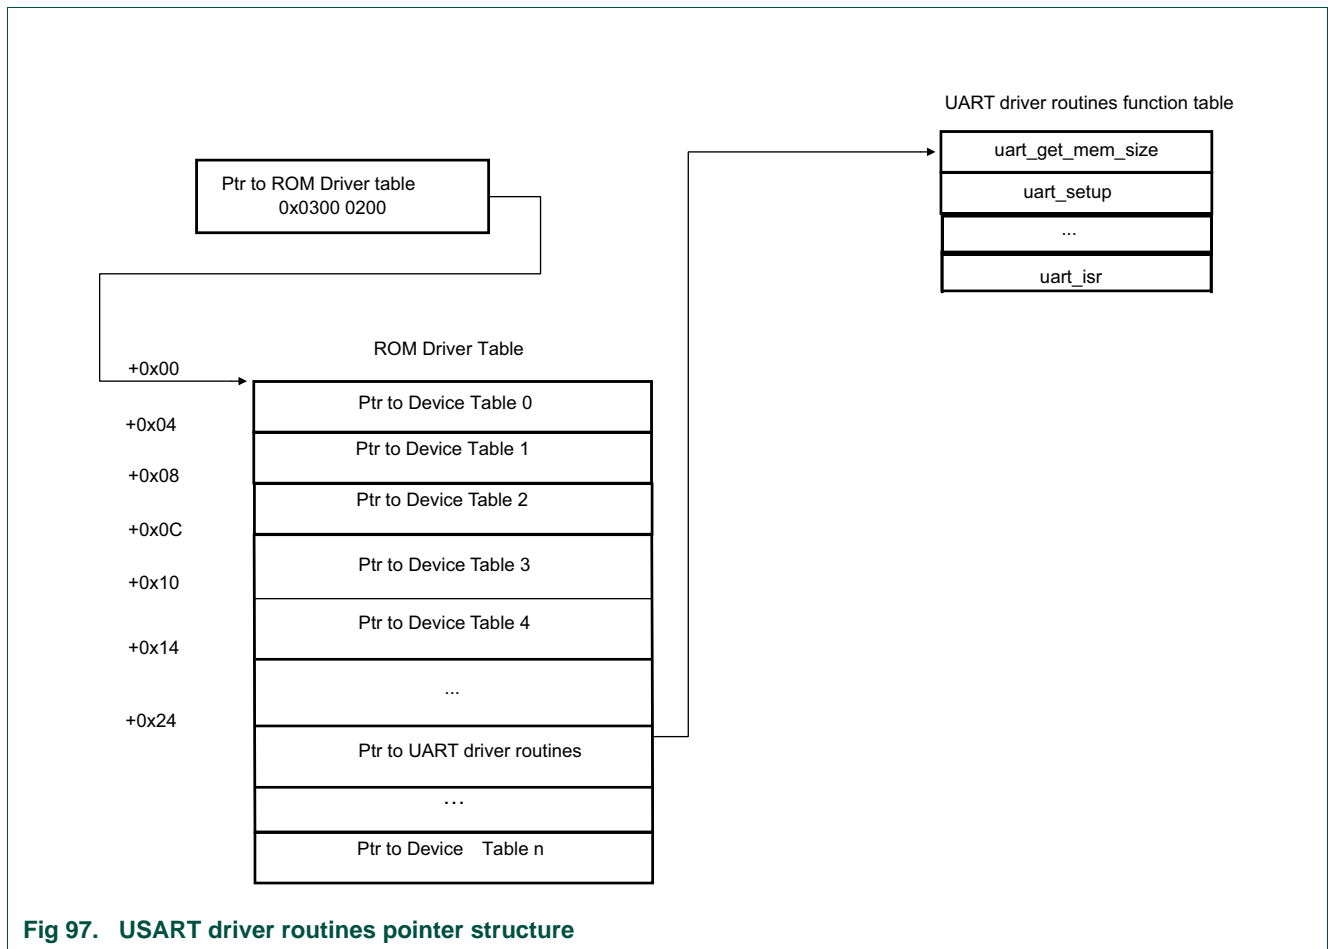 UART driver routines function table
uart_get_mem_size
uart_setup
...
uart_isr
Ptr to ROM Driver table
0x0300 0200
ROM Driver Table
+0x00
Ptr to Device Table 0
+0x04
Ptr to Device Table 1
+0x08
Ptr to Device Table 2
+0x0C
Ptr to Device Table 3
+0x10
Ptr to Device Table 4
+0x14
...
+0x24
Ptr to UART driver routines
...
Ptr to Device Table n
Fig 97. USART driver routines pointer structure